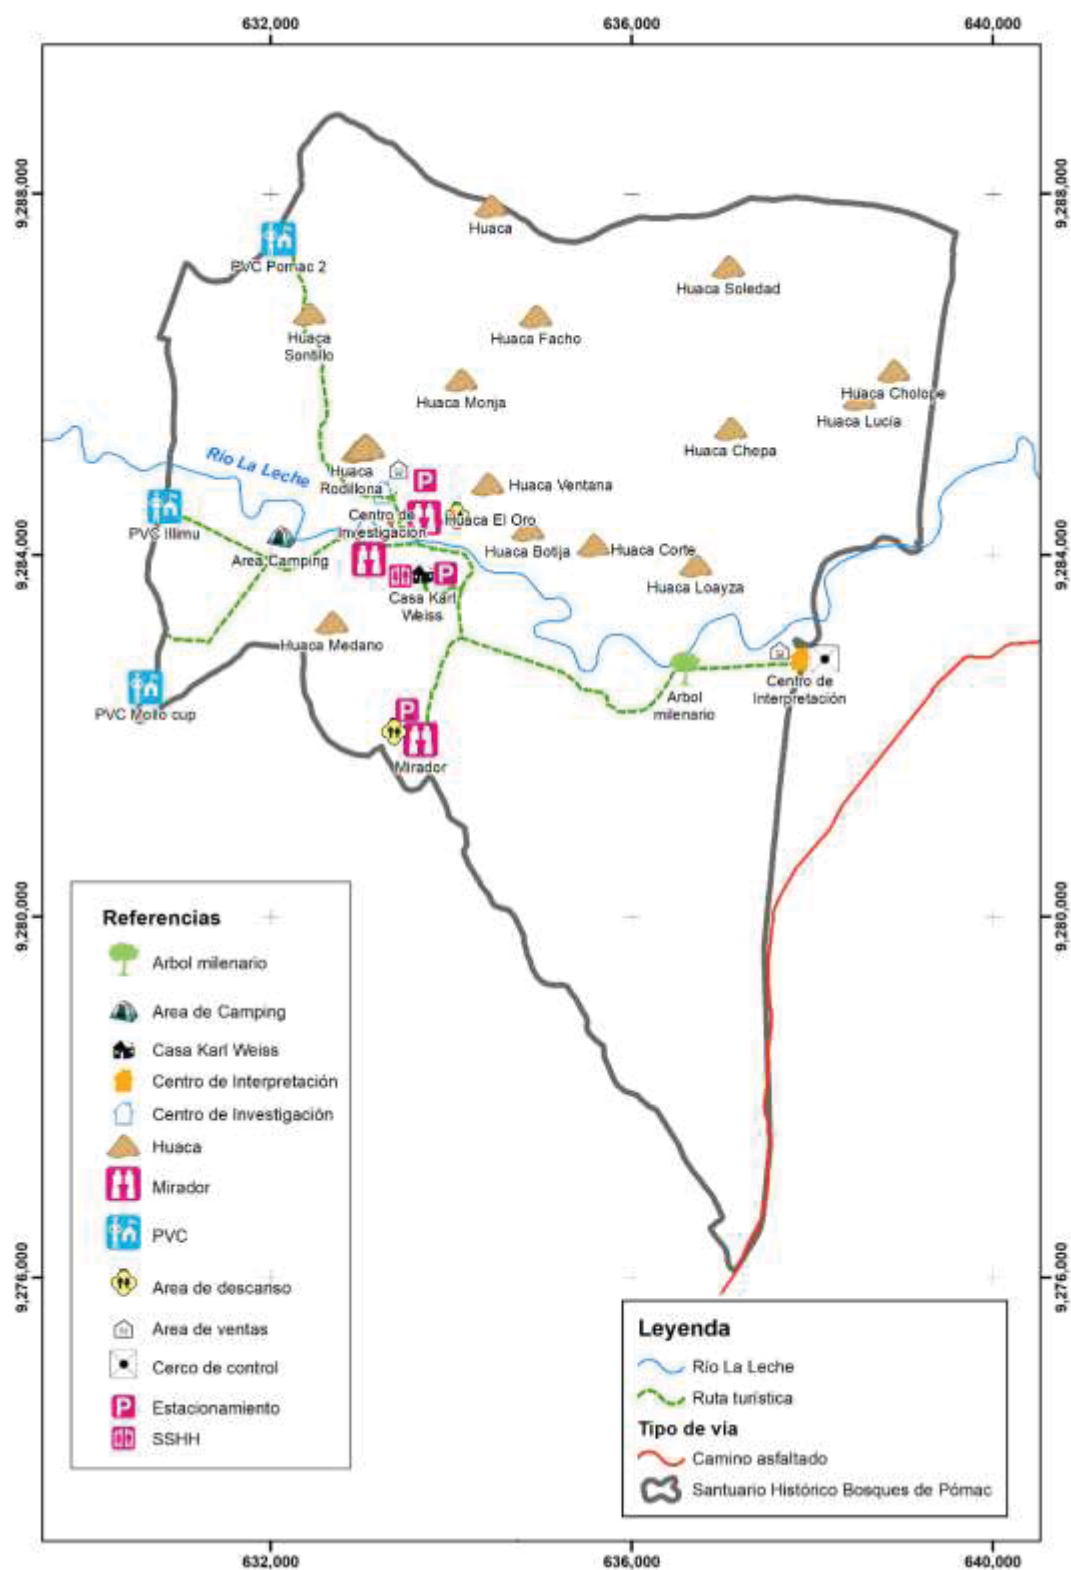 632,000
636,000
640,000
9,288,000
9,288,000
Huaca
PVC Pomac 2
Huaca Soledad
Huaca
Sontillo
Huaca Facho
Huaca Monja
Huaca Cholope
Huaca Lucía
Huaca Chepa
Río La Leche
Huaca
Rodillona
Huaca Ventana
Centro de
Investigación
Huaca El Oro
PVC Illimu
Area Camping
Huaca Botija
Huaca Corte
9,284,000
9,284,000
Huaca Loayza
Casa Karl
Weiss
Huaca Medano
Centro de
Interpretación
Arbol
milenario
PVC Mollo cup
P
P
P
Mirador
Referencias
Arbol milenario
Area de Camping
Casa Karl Weiss
Centro de Interpretación
Centro de Investigación
Huaca
Mirador
PVC
Area de descanso
Area de ventas
Cerco de control
P Estacionamiento
SSHH
9,280,000
9,280,000
9,276,000
9,276,000
Leyenda
Río La Leche
Ruta turística
Tipo de via
Camino asfaltado
Santuario Histórico Bosques de Pómac
632,000
636,000
640,000